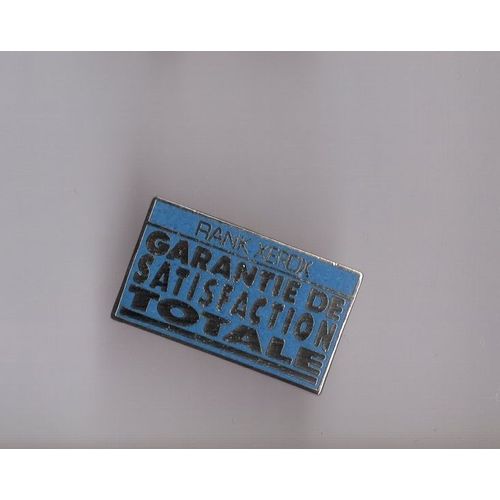 RANK XEROX
GARANTIE DE
SATISFACTION
TOTALE